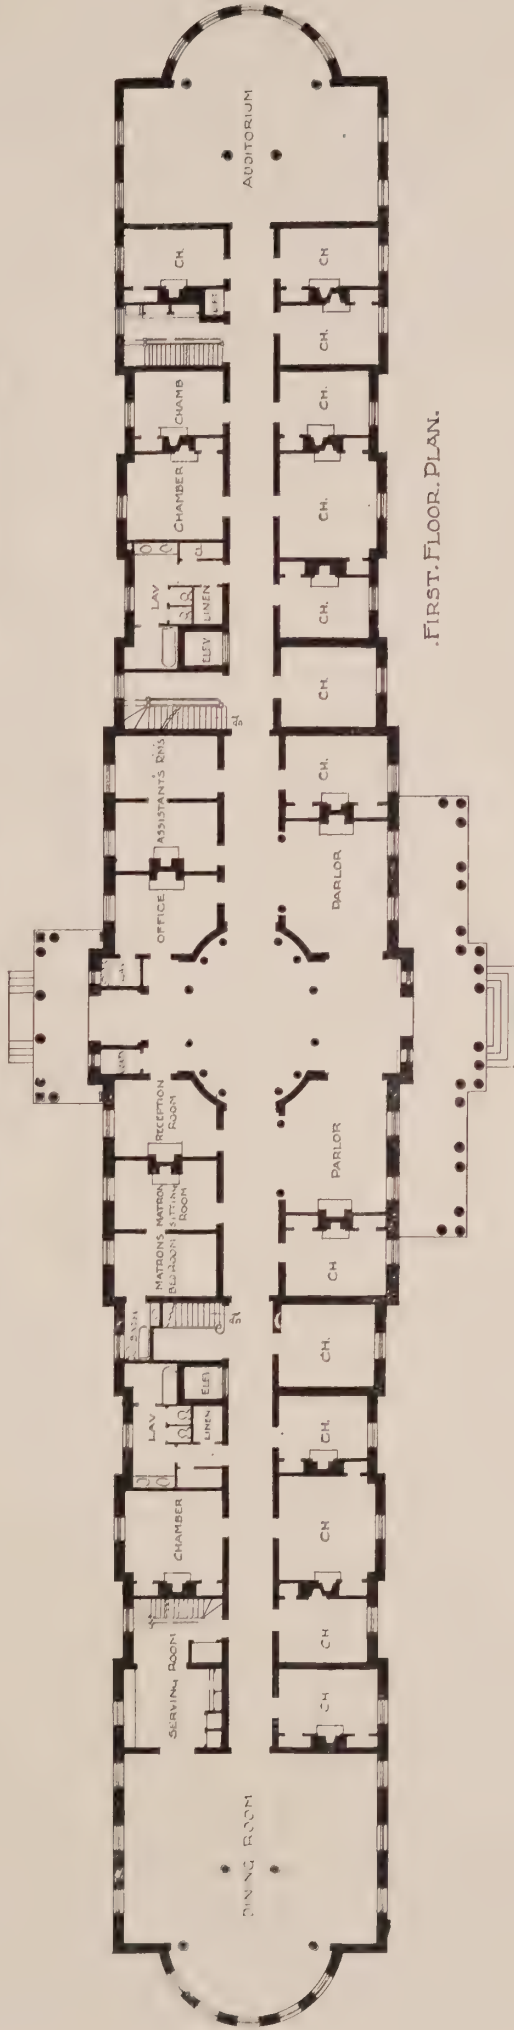 SERVING ROOM
CHAMBER
LAV
LINEN
ELEV
MATRONS
BEDROOM
MATRON
SITTING
ROOM
RECEPTION
ROOM
OFFICE
ASSISTANT'S RMS
ELEV
LAV
LINEN
CL
CHAMBER
CHAMB
CH.
DINING ROOM
AUDITORIUM
CH
CH
CH
CH.
CH.
CH
PARLOR
PARLOR
CH.
CH.
CH.
CH.
CH.
CH.
CH
.FIRST.FLOOR.PLAN.